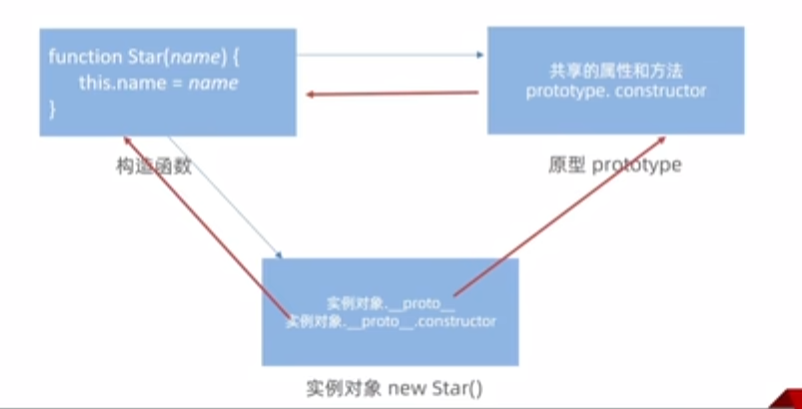 function Star(name) {
this.name = name
}
共享的属性和方法
prototype. constructor
构造函数
原型 prototype
实例对象.__proto__
实例对象.__proto__.constructor
实例对象 new Star()